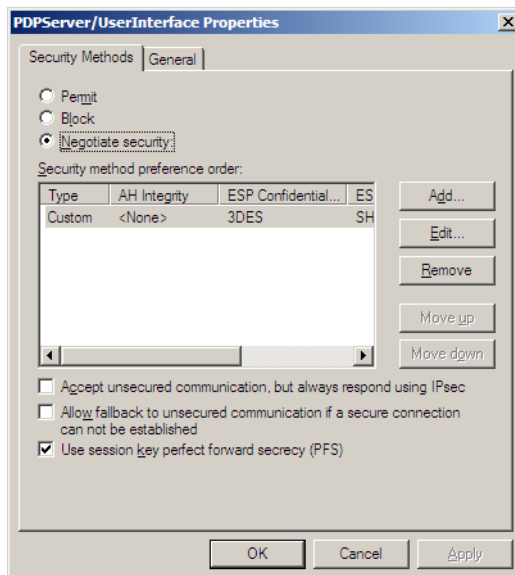 PDPServer/UserInterface Properties
Security Methods General
Permit
Block
Negotiate security:
Security method preference order:
Type AH Integrity ESP Confidential... ES
Custom <None> 3DES SH
Add...
Edit...
Remove
Move up
Move down
Accept unsecured communication, but always respond using IPsec
Allow fallback to unsecured communication if a secure connection
can not be established
Use session key perfect forward secrecy (PFS)
OK Cancel Apply